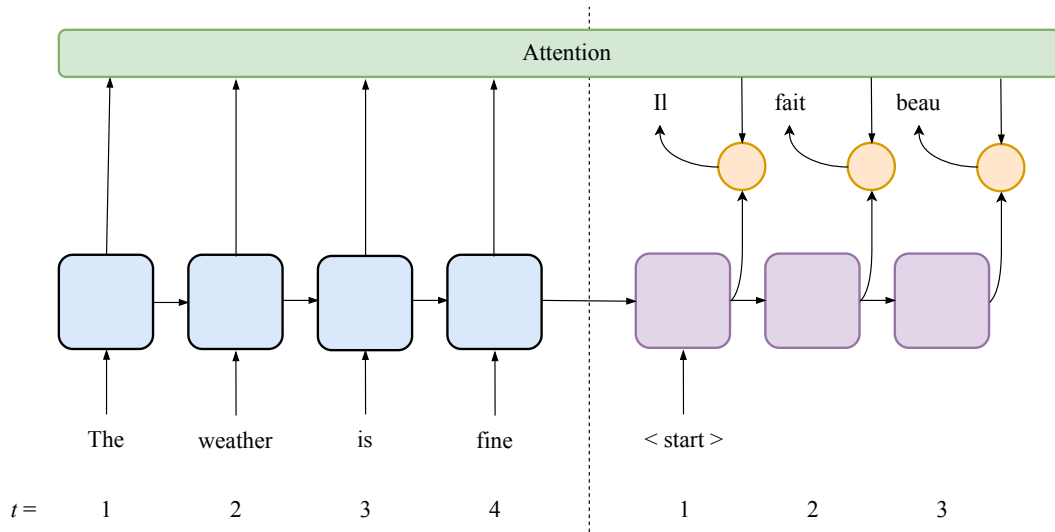 Attention
Il fait beau
The weather is fine < start >
t = 1 2 3 4 1 2 3